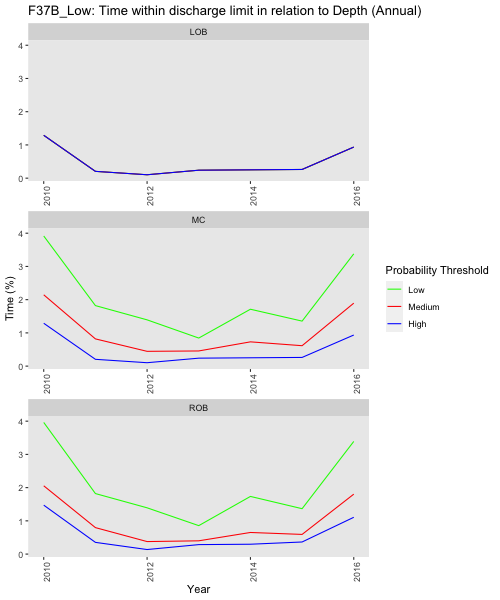 F37B_Low: Time within discharge limit in relation to Depth (Annual)
LOB
4
3
2
1
0
2010
2012
2014
2016
MC
4
3
2
1
0
2010
2012
2014
2016
Time (%)
ROB
4
3
2
1
0
2010
2012
2014
2016
Year
Probability Threshold
Low
Medium
High